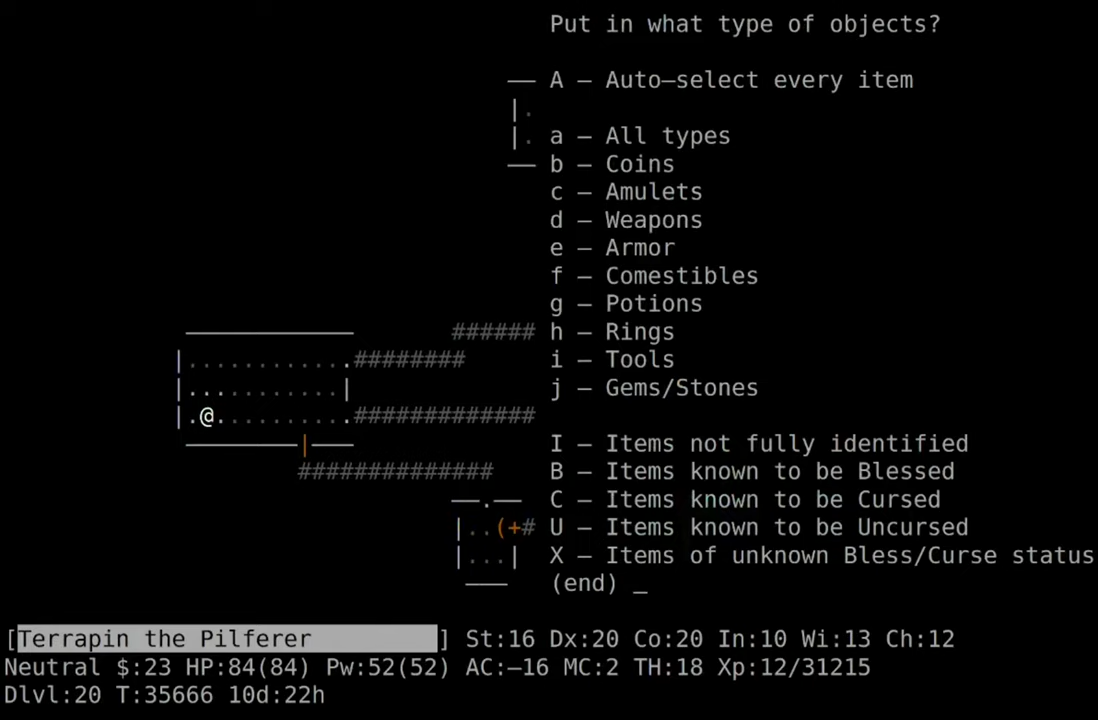 Put in what type of objects?
—— A — Auto—select every item
|.
|. a — All types
—— b — Coins
c — Amulets
d — Weapons
e — Armor
f — Comestibles
g — Potions
———————————— ###### h — Rings
|............######## i — Tools
|...........| j — Gems/Stones
|.@..........#############
————————|——— I — Items not fully identified
############## B — Items known to be Blessed
——.—— C — Items known to be Cursed
|..(+# U — Items known to be Uncursed
|...| X — Items of unknown Bless/Curse status
——— (end) _
[Terrapin the Pilferer ] St:16 Dx:20 Co:20 In:10 Wi:13 Ch:12
Neutral $:23 HP:84(84) Pw:52(52) AC:—16 MC:2 TH:18 Xp:12/31215
Dlvl:20 T:35666 10d:22h